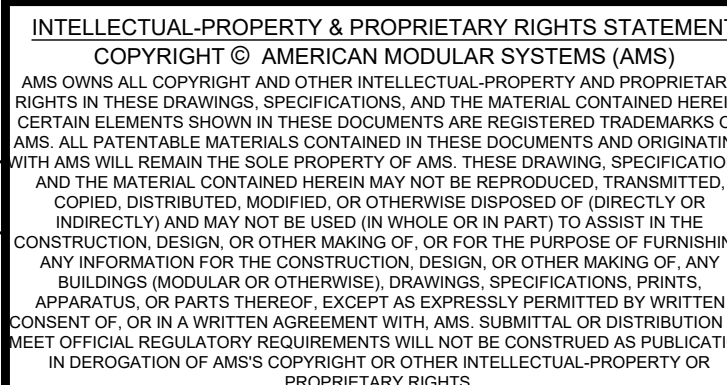 INTELLECTUAL-PROPERTY & PROPRIETARY RIGHTS STATEMENT
COPYRIGHT © AMERICAN MODULAR SYSTEMS (AMS)
AMS OWNS ALL COPYRIGHT AND OTHER INTELLECTUAL-PROPERTY AND PROPRIETAR
RIGHTS IN THESE DRAWINGS, SPECIFICATIONS, AND THE MATERIAL CONTAINED HEREI
CERTAIN ELEMENTS SHOWN IN THESE DOCUMENTS ARE REGISTERED TRADEMARKS O
AMS. ALL PATENTABLE MATERIALS CONTAINED IN THESE DOCUMENTS AND ORIGINATIN
WITH AMS WILL REMAIN THE SOLE PROPERTY OF AMS. THESE DRAWING, SPECIFICATIO
AND THE MATERIAL CONTAINED HEREIN MAY NOT BE REPRODUCED, TRANSMITTED,
COPIED, DISTRIBUTED, MODIFIED, OR OTHERWISE DISPOSED OF (DIRECTLY OR
INDIRECTLY) AND MAY NOT BE USED (IN WHOLE OR IN PART) TO ASSIST IN THE
CONSTRUCTION, DESIGN, OR OTHER MAKING OF, OR FOR THE PURPOSE OF FURNISHIN
ANY INFORMATION FOR THE CONSTRUCTION, DESIGN, OR OTHER MAKING OF, ANY
BUILDINGS (MODULAR OR OTHERWISE), DRAWINGS, SPECIFICATIONS, PRINTS,
APPARATUS, OR PARTS THEREOF, EXCEPT AS EXPRESSLY PERMITTED BY WRITTEN
CONSENT OF, OR IN A WRITTEN AGREEMENT WITH, AMS. SUBMITTAL OR DISTRIBUTION
MEET OFFICIAL REGULATORY REQUIREMENTS WILL NOT BE CONSTRUED AS PUBLICATI
IN DEROGATION OF AMS'S COPYRIGHT OR OTHER INTELLECTUAL-PROPERTY OR
PROPRIETARY RIGHTS